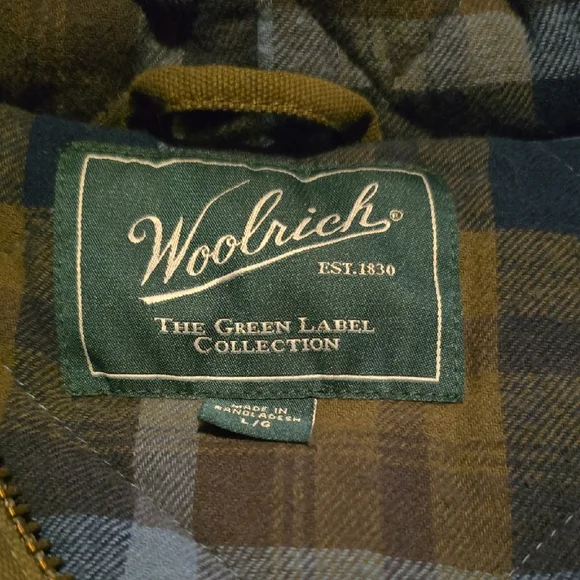 Woolrich®
EST.1830
THE GREEN LABEL
COLLECTION
MADE IN
BANGLADESH
L/G